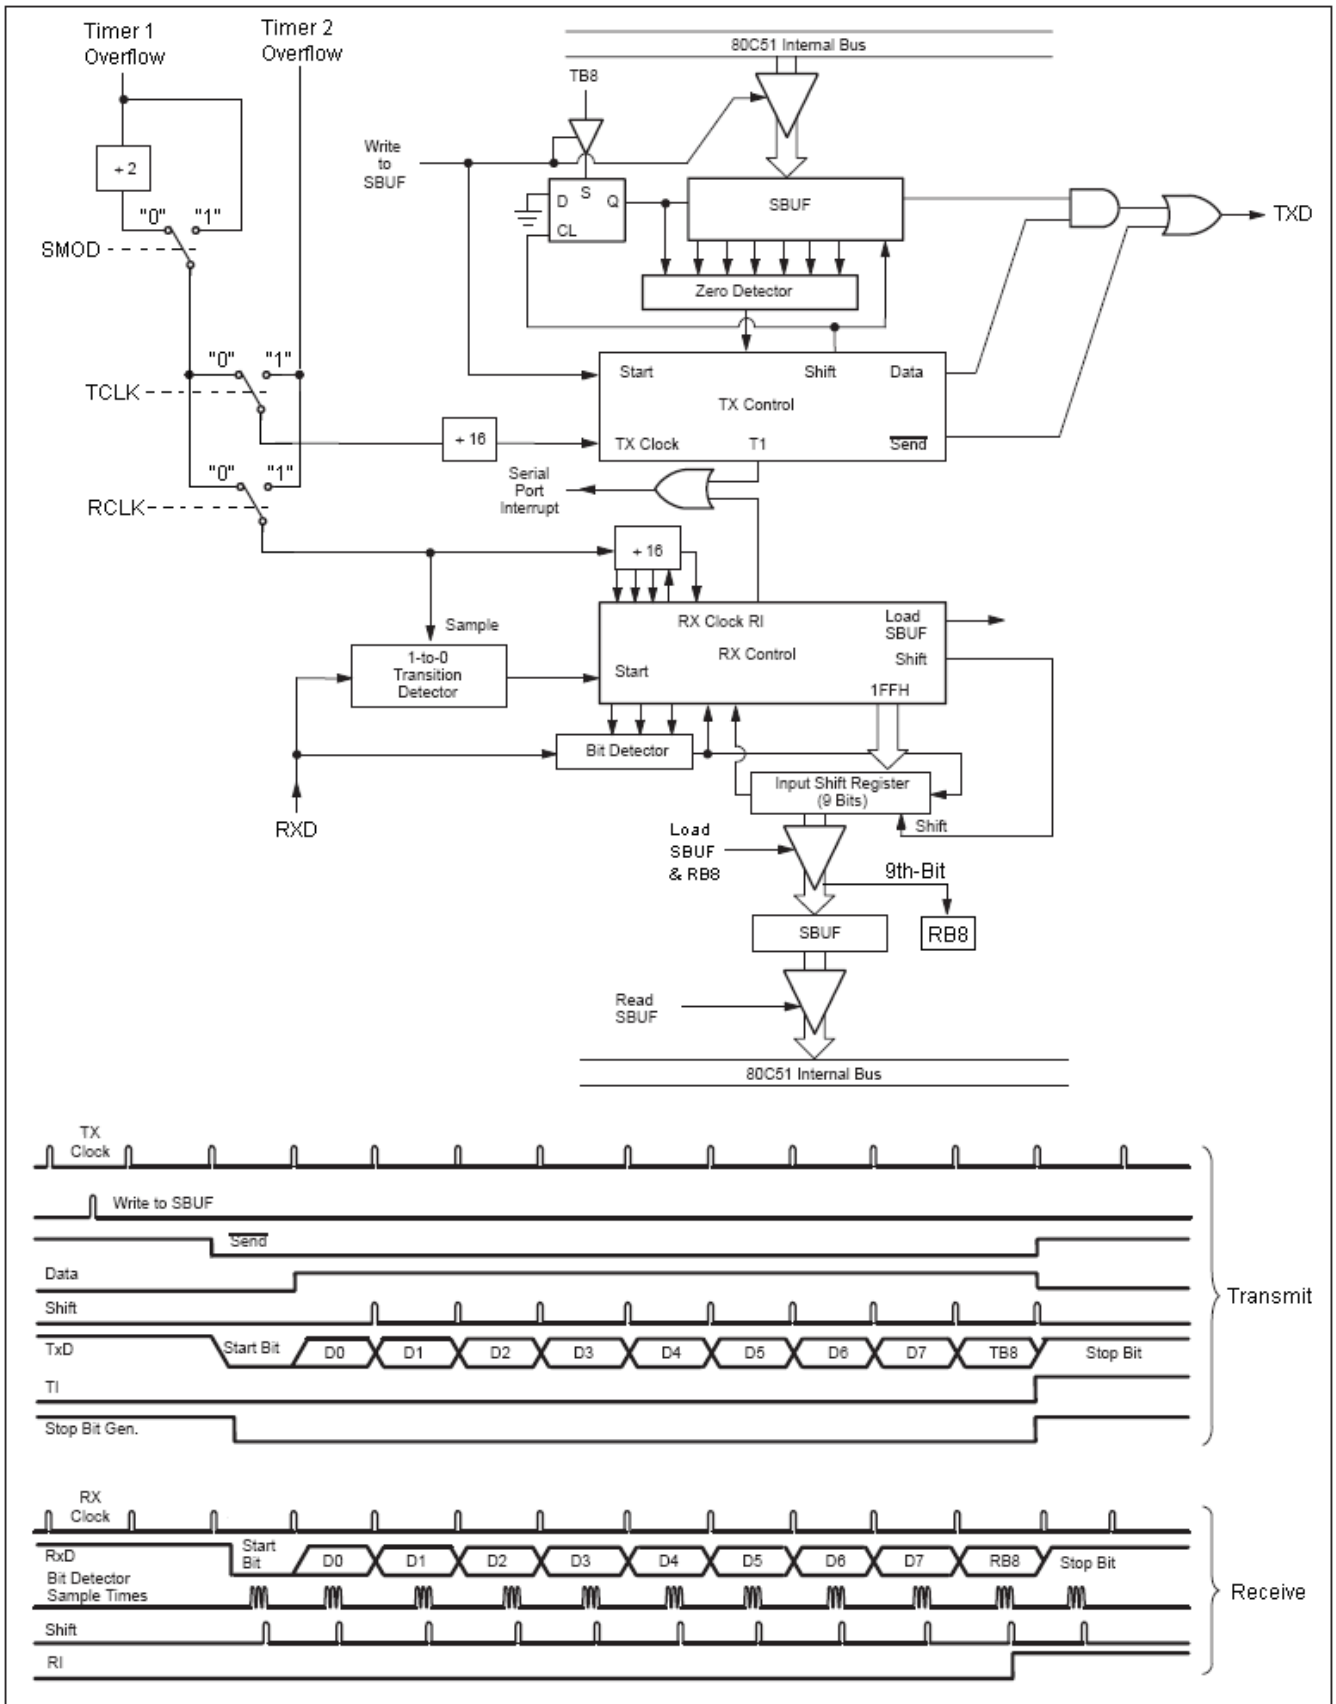 Timer 1
Overflow
Timer 2
Overflow
80C51 Internal Bus
TB8
÷ 2
Write
to
SBUF
"0" "1"
SMOD
D S Q
CL
SBUF
TXD
Zero Detector
"0" "1"
TCLK
Start Shift Data
TX Control
÷ 16
TX Clock T1 Send
"0" "1"
RCLK
Serial
Port
Interrupt
÷ 16
Sample
RX Clock RI
Load
SBUF
RX Control
Shift
Start
1FFH
1-to-0
Transition
Detector
Bit Detector
Input Shift Register
(9 Bits)
Shift
RXD
Load
SBUF
& RB8
9th-Bit
SBUF
RB8
Read
SBUF
80C51 Internal Bus
TX
Clock
Write to SBUF
Send
Data
Shift
Transmit
TxD Start Bit D0 D1 D2 D3 D4 D5 D6 D7 TB8 Stop Bit
TI
Stop Bit Gen.
RX
Clock
RxD Start
Bit D0 D1 D2 D3 D4 D5 D6 D7 RB8 Stop Bit
Bit Detector
Sample Times
Receive
Shift
RI